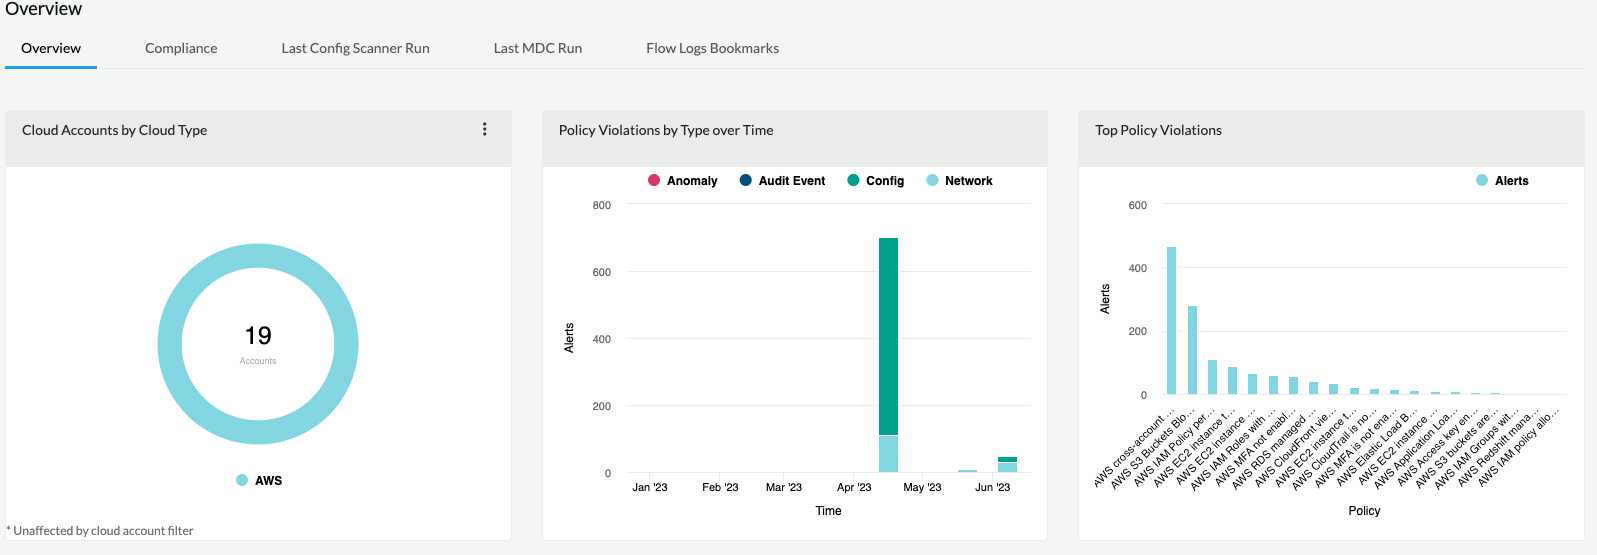 Overview
Overview Compliance Last Config Scanner Run Last MDC Run Flow Logs Bookmarks
Cloud Accounts by Cloud Type
19
Accounts
AWS
* Unaffected by cloud account filter
Policy Violations by Type over Time
Anomaly Audit Event Config Network
800
600
400
200
0
Alerts
Jan '23 Feb '23 Mar '23 Apr '23 May '23 Jun '23
Time
Top Policy Violations
Alerts
600
400
200
0
Alerts
AWS cross-account ...
AWS S3 Buckets Blo...
AWS IAM Policy per...
AWS EC2 instance t...
AWS EC2 instance ...
AWS IAM Roles with ...
AWS MFA not enabl...
AWS RDS managed ...
AWS CloudFront vie...
AWS EC2 instance t...
AWS CloudTrail is no...
AWS MFA is not ena...
AWS Elastic Load B...
AWS EC2 instance ...
AWS Application Loa...
AWS Access key en...
AWS S3 buckets are...
AWS IAM Groups wit...
AWS Redshift mana...
AWS IAM policy allo...
Policy